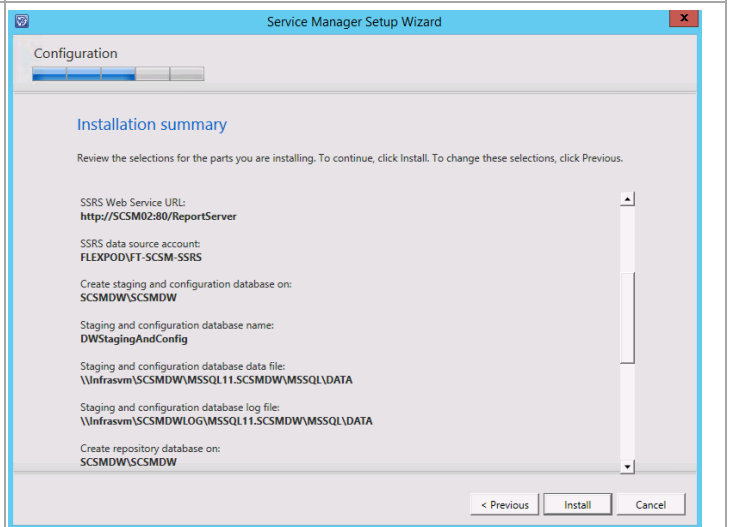 Service Manager Setup Wizard
x
Configuration
Installation summary
Review the selections for the parts you are installing. To continue, click Install. To change these selections, click Previous.
SSRS Web Service URL:
http://SCSM02:80/ReportServer
SSRS data source account:
FLEXPOD\FT-SCSM-SSRS
Create staging and configuration database on:
SCSMDW\SCSMDW
Staging and configuration database name:
DWStagingAndConfig
Staging and configuration database data file:
\\Infrasvm\SCSMDW\MSSQL11.SCSMDW\MSSQL\DATA
Staging and configuration database log file:
\\Infrasvm\SCSMDWLOG\MSSQL11.SCSMDW\MSSQL\DATA
Create repository database on:
SCSMDW\SCSMDW
< Previous Install Cancel